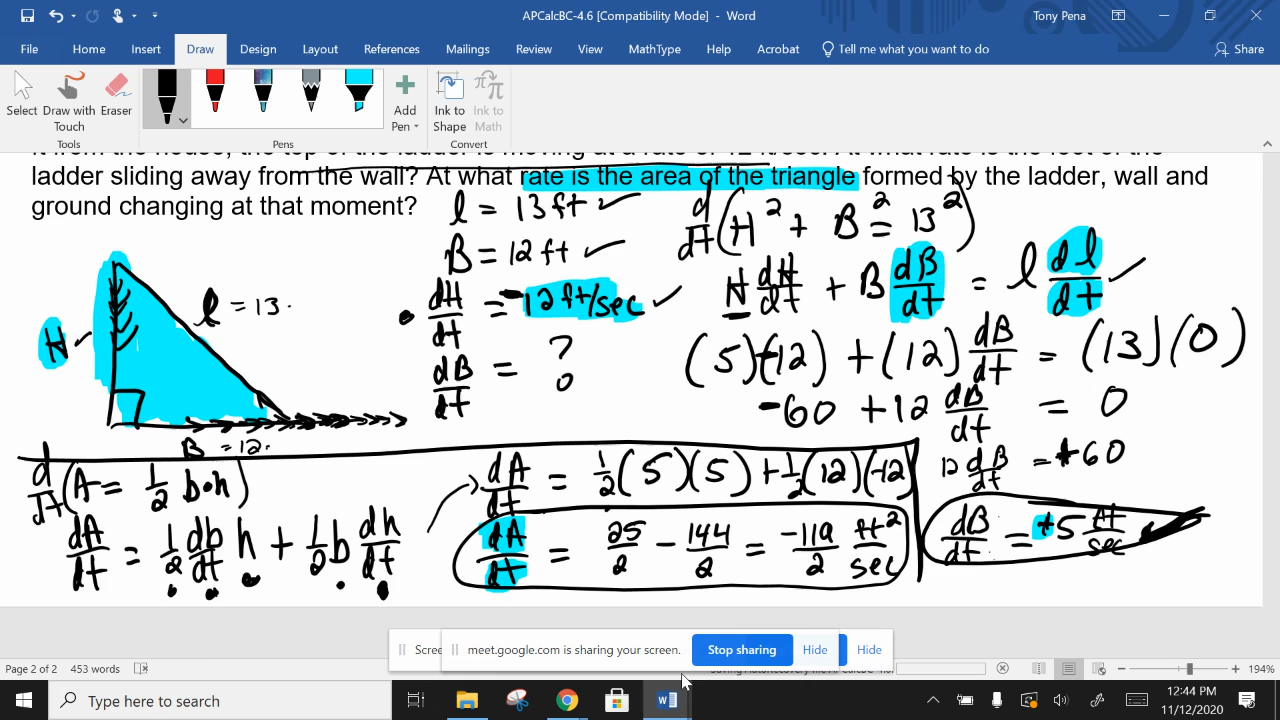 APCalcBC-4.6 [Compatibility Mode] - Word
Tony Pena
File Home Insert Draw Design Layout References Mailings Review View MathType Help Acrobat Tell me what you want to do Share
Select Draw with Touch Eraser Add Pen Ink to Shape Ink to Math
Tools Pens Convert
ladder sliding away from the wall? At what rate is the area of the triangle formed by the ladder, wall and
ground changing at that moment?
l = 13 ft
B = 12 ft
dH/dt = -12 ft/sec
dB/dt = ?
H
l = 13
B = 12
d/dt (H² + B² = 13²)
H dH/dt + B dB/dt = l dl/dt
(5)(-12) + (12) dB/dt = (13)(0)
-60 + 12 dB/dt = 0
12 dB/dt = +60
dB/dt = +5 ft/sec
d/dt (A = 1/2 b·h)
dA/dt = 1/2 db/dt h + 1/2 b dh/dt
dA/dt = 1/2 (5)(5) + 1/2 (12)(-12)
dA/dt = 25/2 - 144/2 = -119/2 ft²/sec
meet.google.com is sharing your screen. Stop sharing Hide Hide
Page 2 of 2 453 words 194%
Type here to search
12:44 PM
11/12/2020